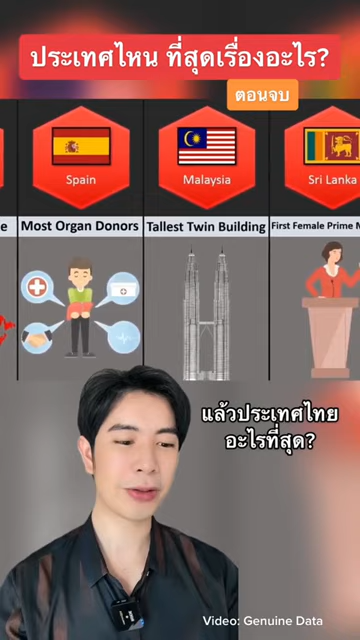 ประเทศไหน ที่สุดเรื่องอะไร?
ตอนจบ
Spain
Malaysia
Sri Lanka
Most Organ Donors
Tallest Twin Building
First Female Prime
แล้วประเทศไทย
อะไรที่สุด?
Video: Genuine Data